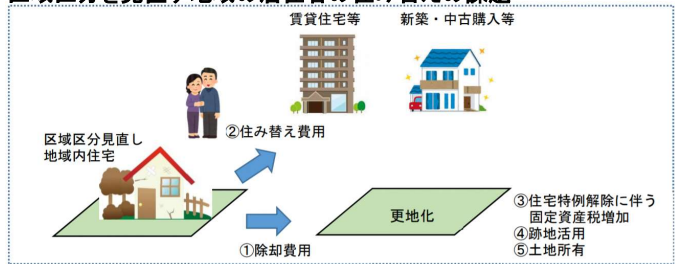 賃貸住宅等
新築・中古購入等
区域区分見直し
地域内住宅
②住み替え費用
①除却費用
更地化
③住宅特例解除に伴う
固定資産税増加
④跡地活用
⑤土地所有